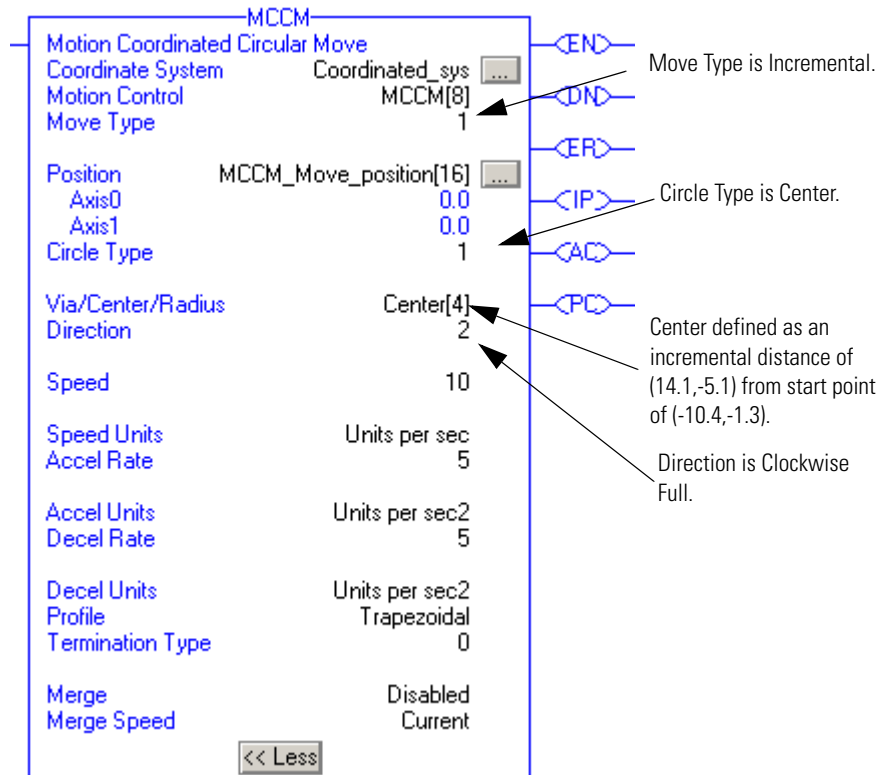 MCCM
Motion Coordinated Circular Move
Coordinate System Coordinated_sys ...
Motion Control MCCM[8]
Move Type 1
Position MCCM_Move_position[16] ...
Axis0 0.0
Axis1 0.0
Circle Type 1
Via/Center/Radius Center[4]
Direction 2
Speed 10
Speed Units Units per sec
Accel Rate 5
Accel Units Units per sec2
Decel Rate 5
Decel Units Units per sec2
Profile Trapezoidal
Termination Type 0
Merge Disabled
Merge Speed Current
<< Less
EN
DN
ER
IP
AC
PC
Move Type is Incremental.
Circle Type is Center.
Center defined as an
incremental distance of
(14.1,-5.1) from start point
of (-10.4,-1.3).
Direction is Clockwise
Full.